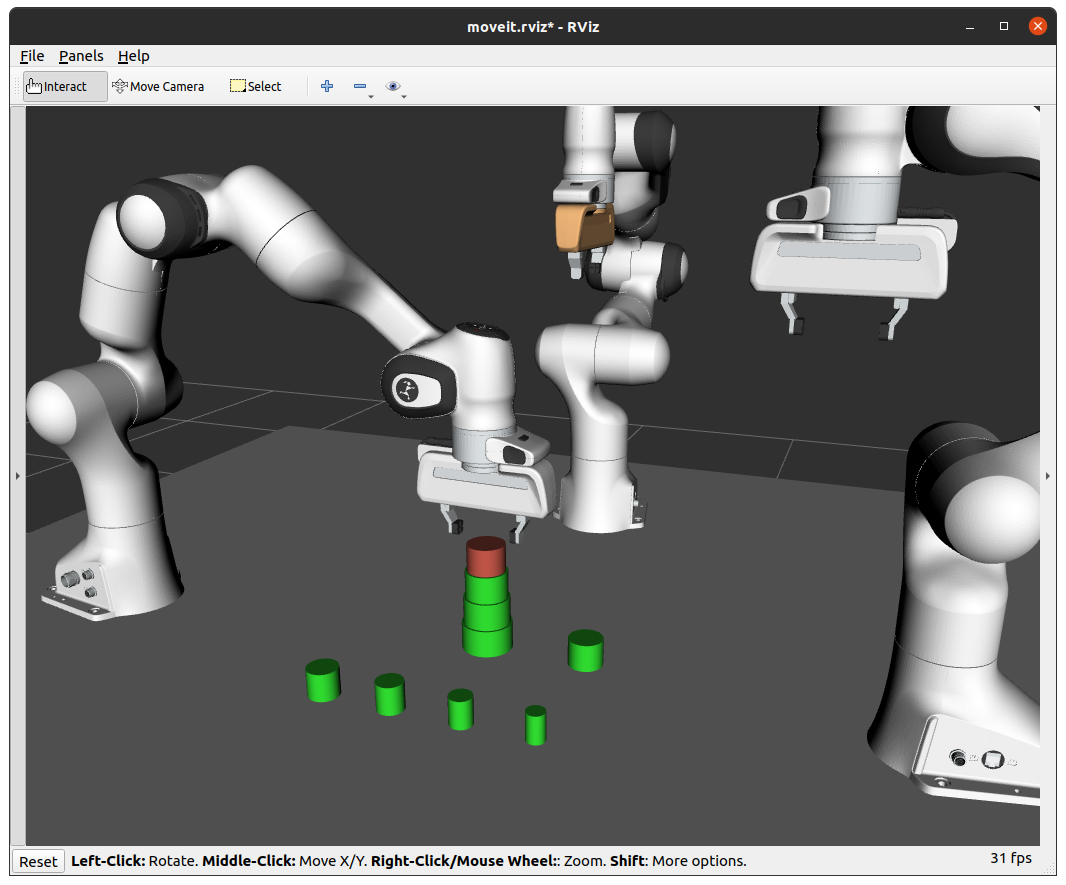 moveit.rviz* - RViz
File Panels Help
Interact Move Camera Select
Reset Left-Click: Rotate. Middle-Click: Move X/Y. Right-Click/Mouse Wheel:: Zoom. Shift: More options. 31 fps